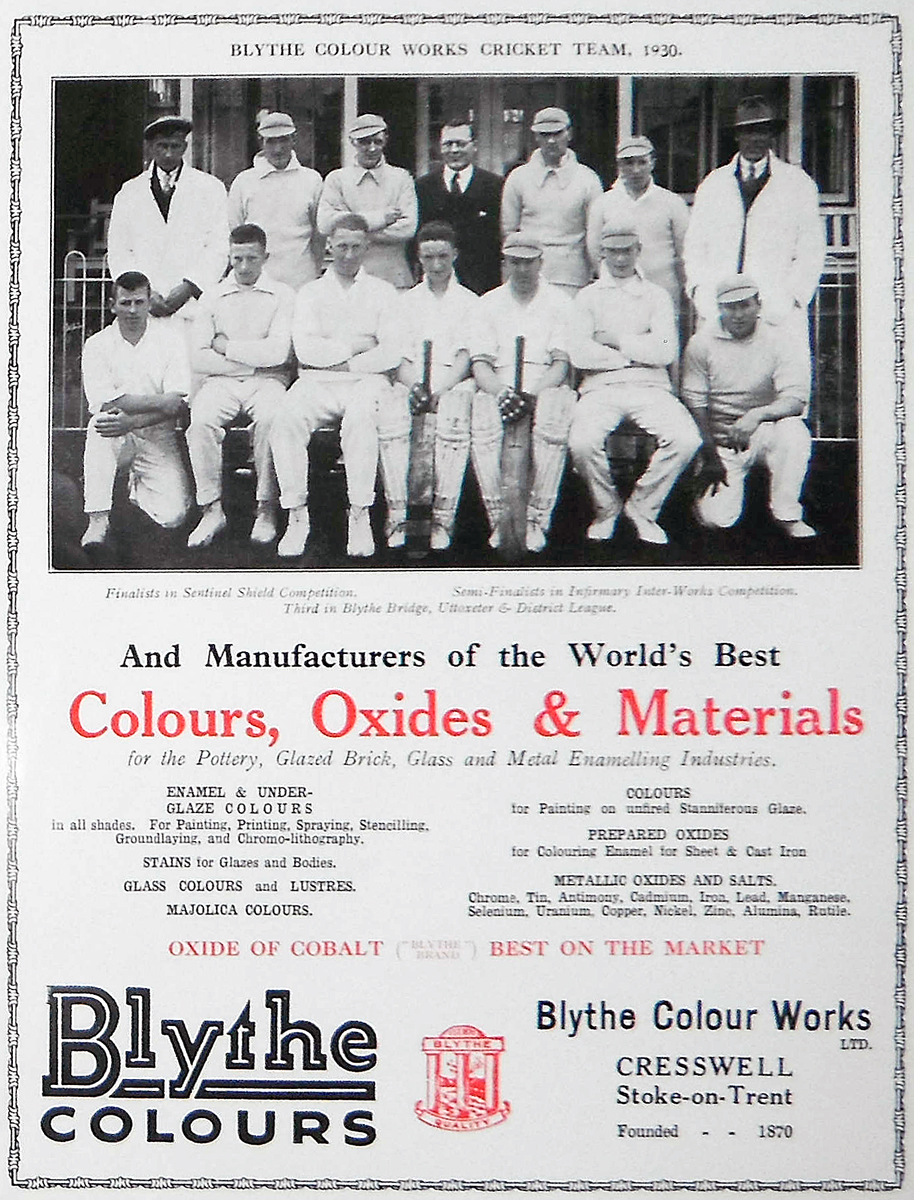 BLYTHE COLOUR WORKS CRICKET TEAM, 1930.
Finalists in Sentinel Shield Competition. Semi-Finalists in Infirmary Inter-Works Competition.
Third in Blythe Bridge, Uttoxeter & District League.
And Manufacturers of the World's Best
Colours, Oxides & Materials
for the Pottery, Glazed Brick, Glass and Metal Enamelling Industries.
ENAMEL & UNDER-
GLAZE COLOURS
in all shades. For Painting, Printing, Spraying, Stencilling,
Groundlaying, and Chromo-lithography.
STAINS for Glazes and Bodies.
GLASS COLOURS and LUSTRES.
MAJOLICA COLOURS.
COLOURS
for Painting on unfired Stanniferous Glaze.
PREPARED OXIDES
for Colouring Enamel for Sheet & Cast Iron
METALLIC OXIDES AND SALTS.
Chrome, Tin, Antimony, Cadmium, Iron, Lead, Manganese,
Selenium, Uranium, Copper, Nickel, Zinc, Alumina, Rutile.
OXIDE OF COBALT ("BLYTHE BRAND") BEST ON THE MARKET
Blythe
COLOURS
BLYTHE
QUALITY
Blythe Colour Works
LTD.
CRESSWELL
Stoke-on-Trent
Founded - - 1870